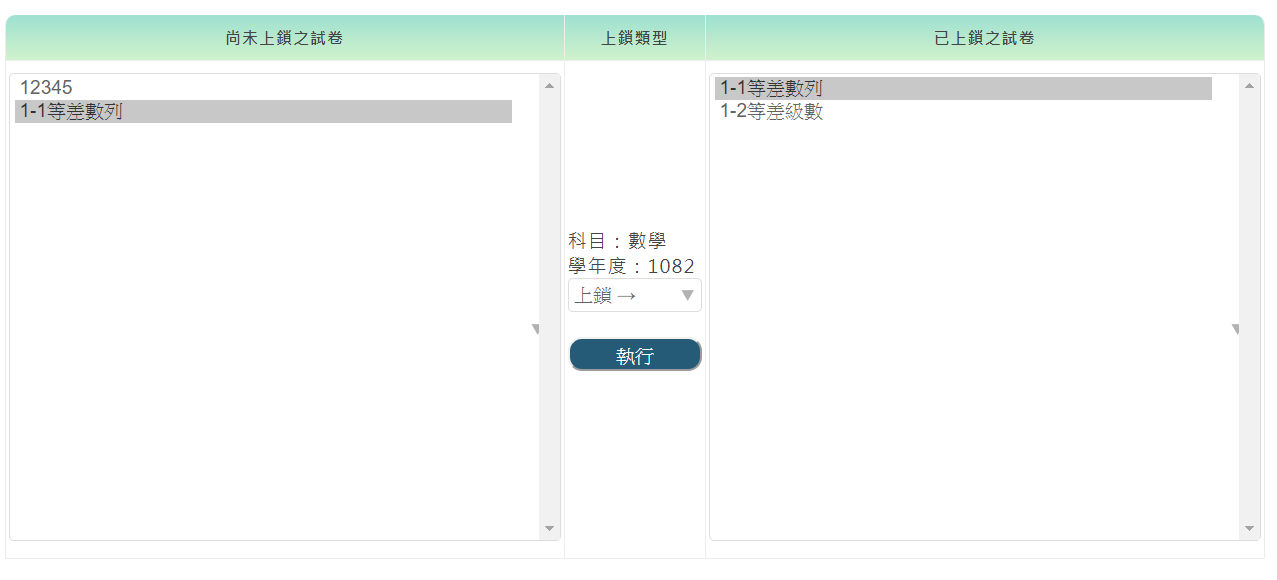 尚未上鎖之試卷
上鎖類型
已上鎖之試卷
12345
1-1等差數列
科目：數學
學年度：1082
上鎖 →
執行
1-1等差數列
1-2等差級數